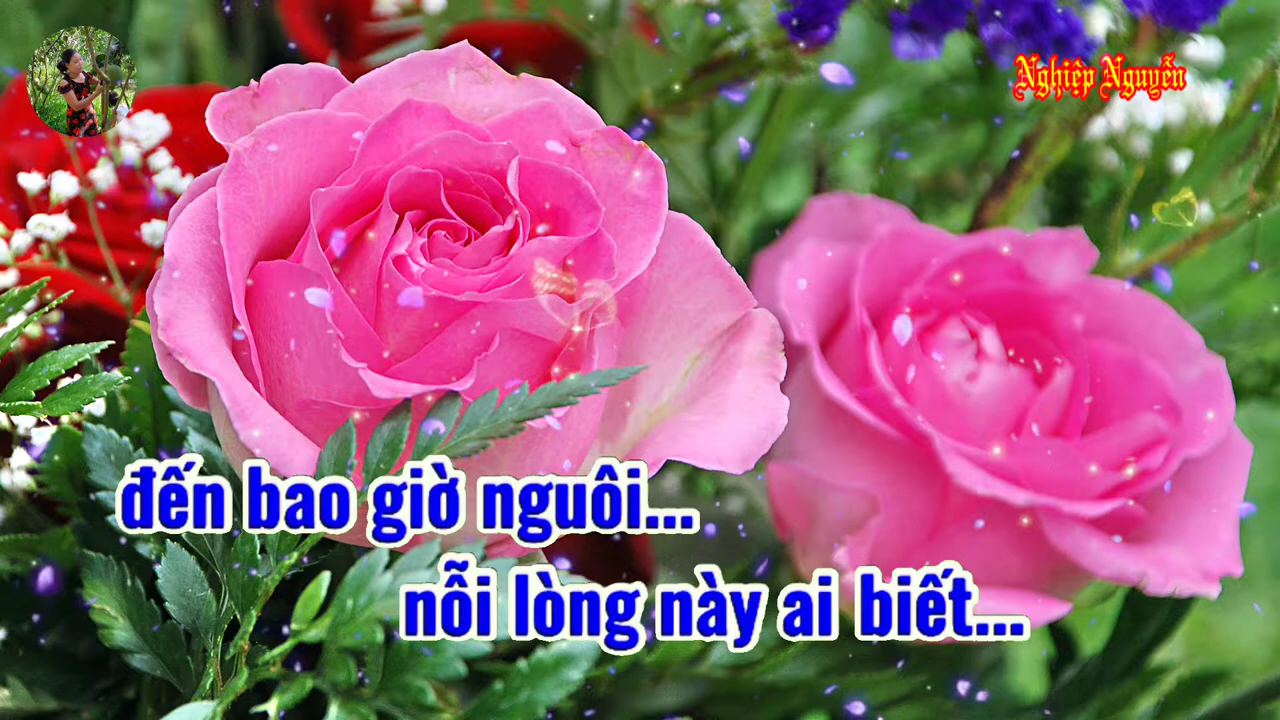 Nghiệp Nguyễn
đến bao giờ nguôi...
nỗi lòng này ai biết...